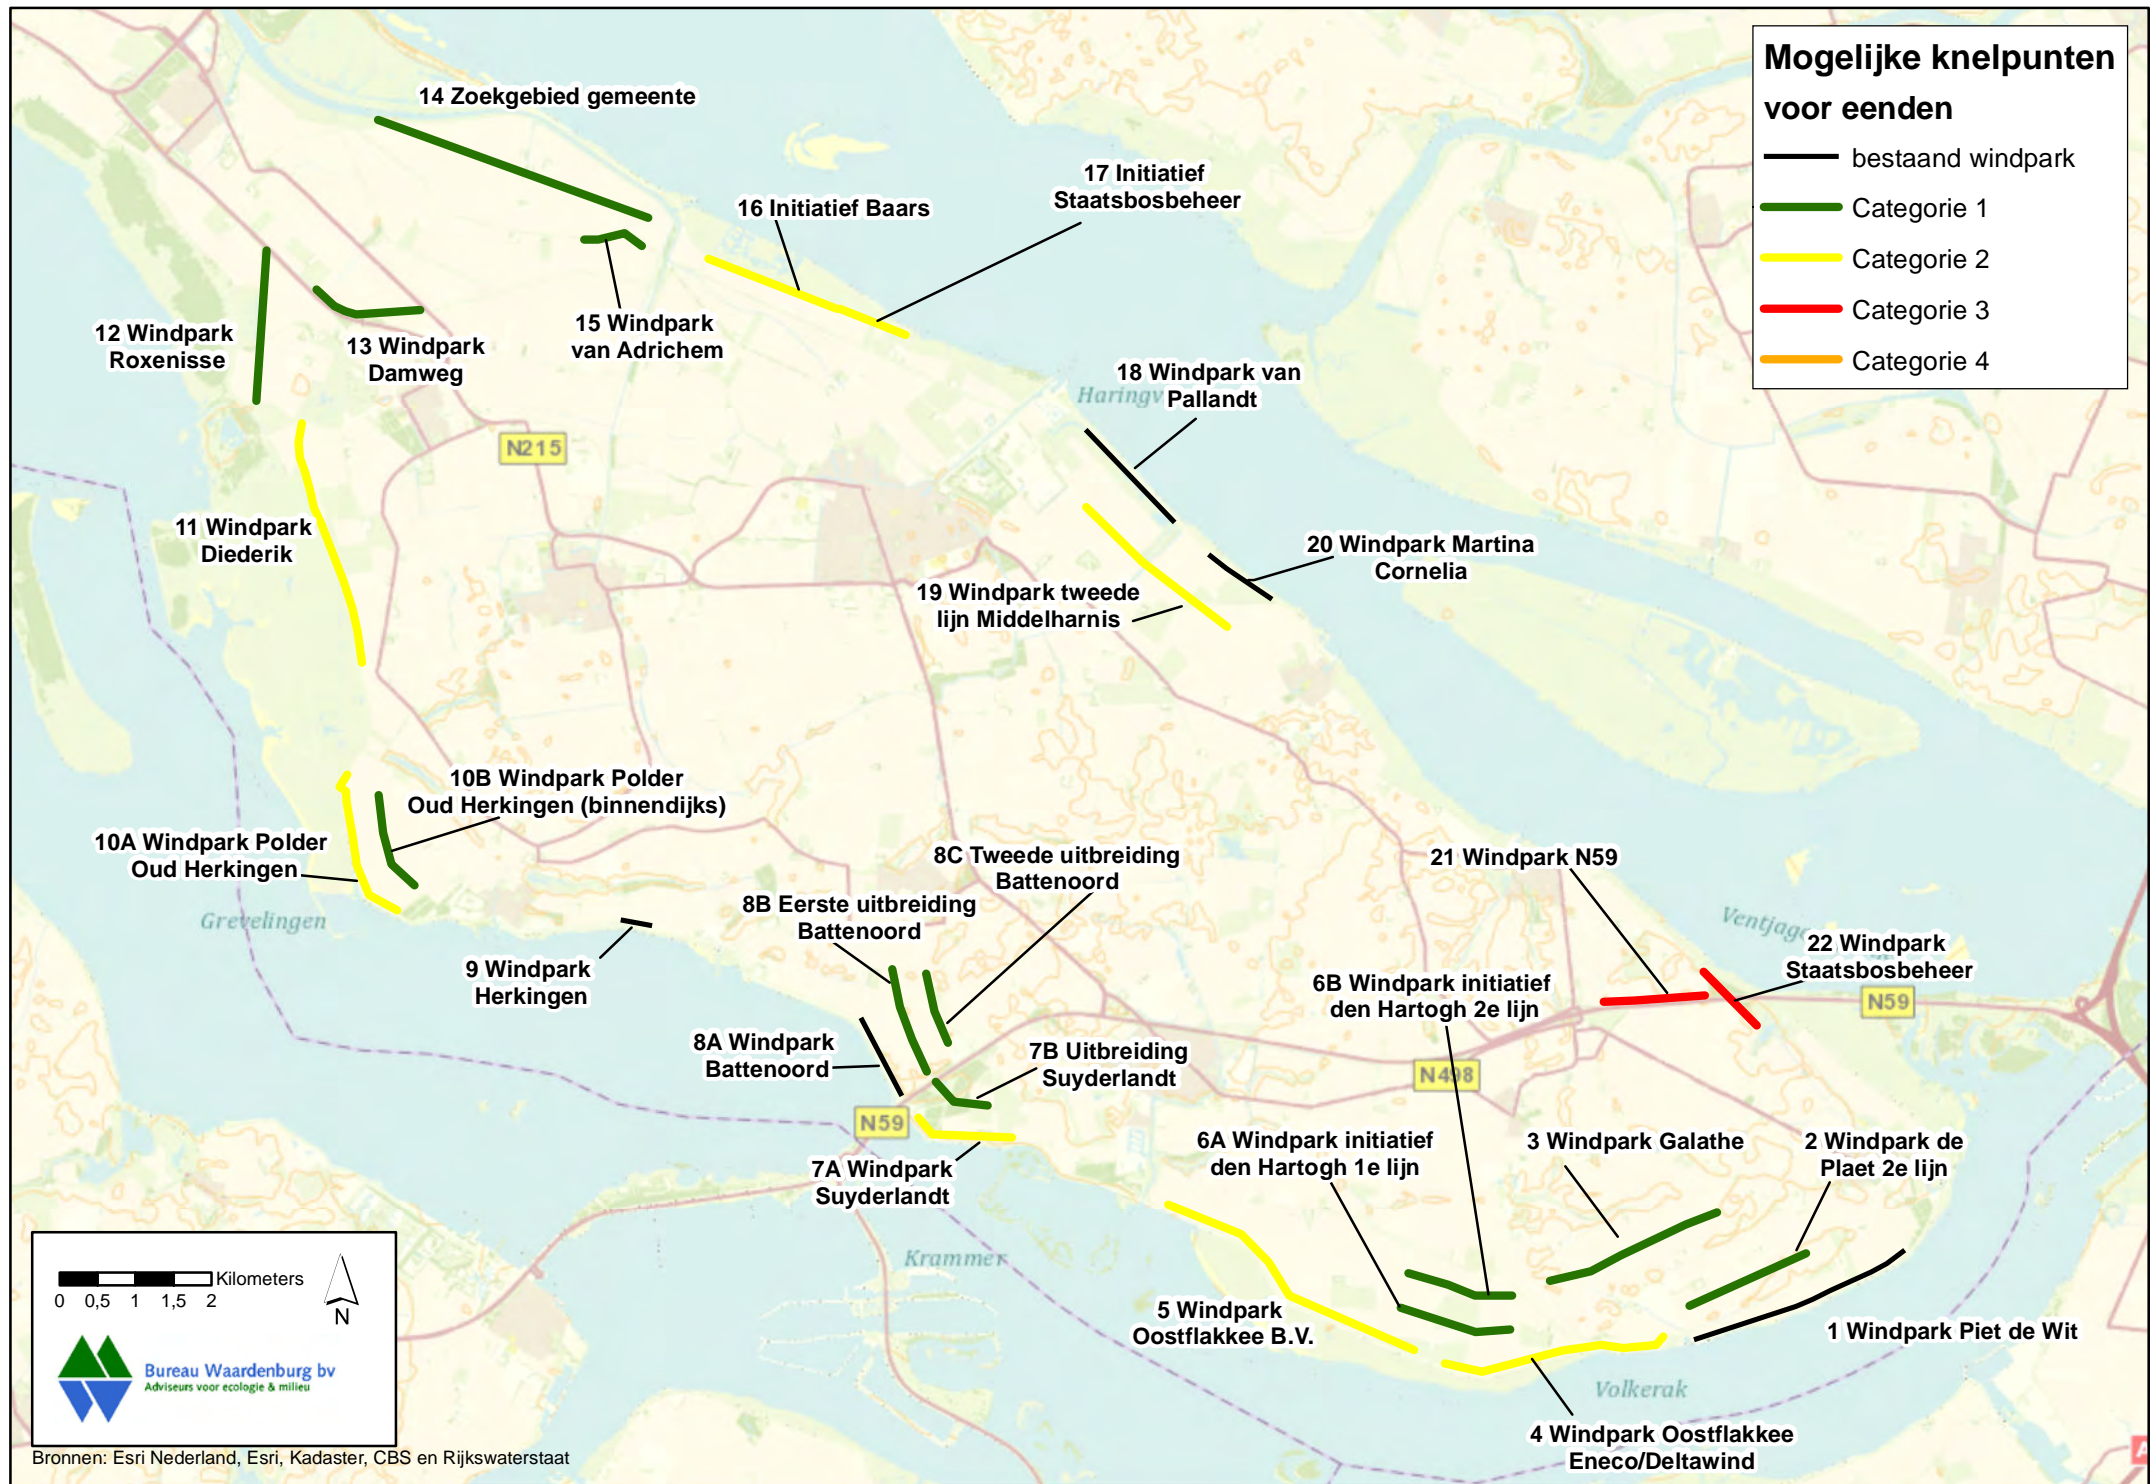 Mogelijke knelpunten
voor eenden
bestaand windpark
Categorie 1
Categorie 2
Categorie 3
Categorie 4
14 Zoekgebied gemeente
17 Initiatief
Staatsbosbeheer
16 Initiatief Baars
12 Windpark
Roxenisse
13 Windpark
Damweg
15 Windpark
van Adrichem
18 Windpark van
Pallandt
Haringv
N215
11 Windpark
Diederik
20 Windpark Martina
Cornelia
19 Windpark tweede
lijn Middelharnis
10B Windpark Polder
Oud Herkingen (binnendijks)
10A Windpark Polder
Oud Herkingen
8C Tweede uitbreiding
Battenoord
21 Windpark N59
Grevelingen
8B Eerste uitbreiding
Battenoord
Ventjag
22 Windpark
Staatsbosbeheer
9 Windpark
Herkingen
6B Windpark initiatief
den Hartogh 2e lijn
N59
8A Windpark
Battenoord
7B Uitbreiding
Suyderlandt
N498
N59
7A Windpark
Suyderlandt
6A Windpark initiatief
den Hartogh 1e lijn
3 Windpark Galathe
2 Windpark de
Plaet 2e lijn
Krammer
5 Windpark
Oostflakkee B.V.
1 Windpark Piet de Wit
Volkerak
4 Windpark Oostflakkee
Eneco/Deltawind
A
Kilometers
0 0,5 1 1,5 2
N
Bureau Waardenburg bv
Adviseurs voor ecologie & milieu
Bronnen: Esri Nederland, Esri, Kadaster, CBS en Rijkswaterstaat